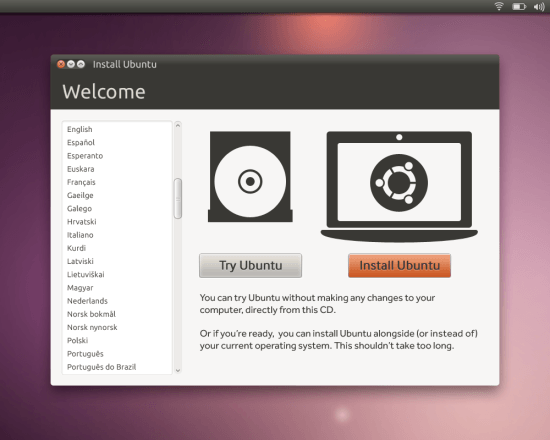 Install Ubuntu
Welcome
English
Español
Esperanto
Euskara
Français
Gaeilge
Galego
Hrvatski
Italiano
Kurdî
Latviski
Lietuviškai
Magyar
Nederlands
Norsk bokmål
Norsk nynorsk
Polski
Português
Português do Brazil
Try Ubuntu
Install Ubuntu
You can try Ubuntu without making any changes to your
computer, directly from this CD.
Or if you're ready, you can install Ubuntu alongside (or instead of)
your current operating system. This shouldn't take too long.